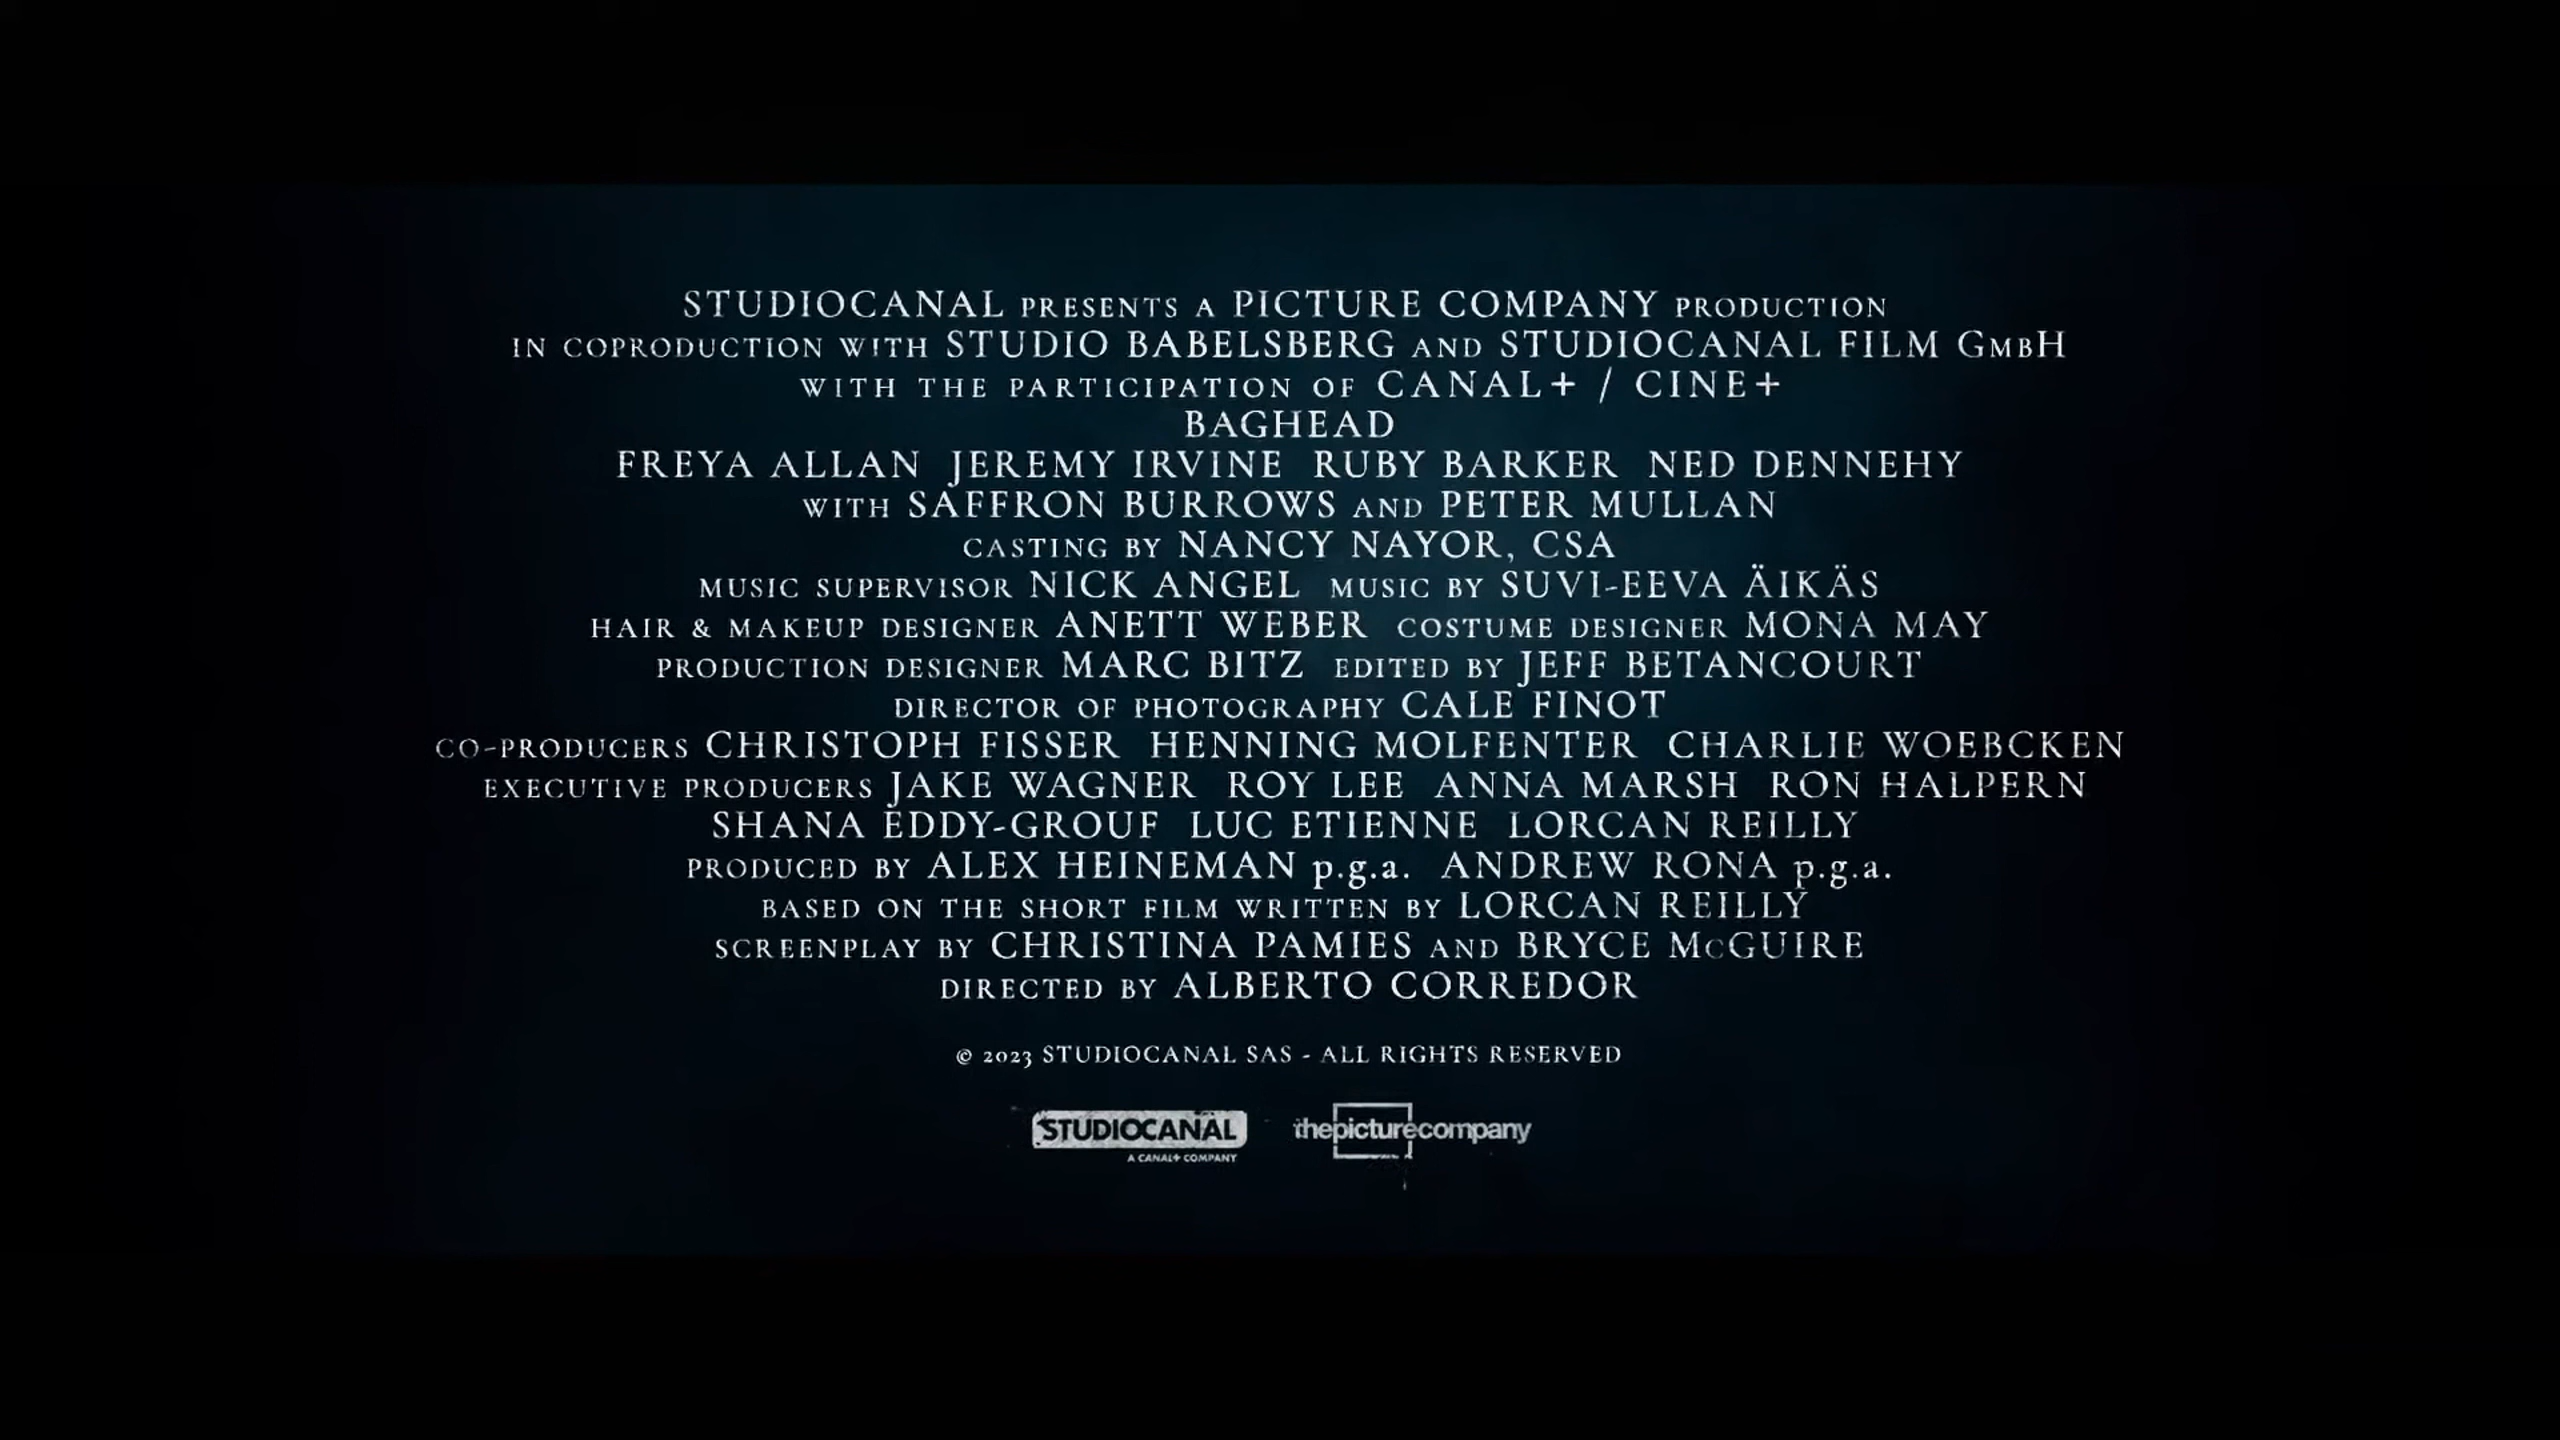 STUDIOCANAL PRESENTS A PICTURE COMPANY PRODUCTION
IN COPRODUCTION WITH STUDIO BABELSBERG AND STUDIOCANAL FILM GMBH
WITH THE PARTICIPATION OF CANAL+ / CINE+
BAGHEAD
FREYA ALLAN JEREMY IRVINE RUBY BARKER NED DENNEHY
WITH SAFFRON BURROWS AND PETER MULLAN
CASTING BY NANCY NAYOR, CSA
MUSIC SUPERVISOR NICK ANGEL MUSIC BY SUVI-EEVA ÄIKÄS
HAIR & MAKEUP DESIGNER ANETT WEBER COSTUME DESIGNER MONA MAY
PRODUCTION DESIGNER MARC BITZ EDITED BY JEFF BETANCOURT
DIRECTOR OF PHOTOGRAPHY CALE FINOT
CO-PRODUCERS CHRISTOPH FISSER HENNING MOLFENTER CHARLIE WOEBCKEN
EXECUTIVE PRODUCERS JAKE WAGNER ROY LEE ANNA MARSH RON HALPERN
SHANA EDDY-GROUF LUC ETIENNE LORCAN REILLY
PRODUCED BY ALEX HEINEMAN p.g.a. ANDREW RONA p.g.a.
BASED ON THE SHORT FILM WRITTEN BY LORCAN REILLY
SCREENPLAY BY CHRISTINA PAMIES AND BRYCE McGUIRE
DIRECTED BY ALBERTO CORREDOR
© 2023 STUDIOCANAL SAS - ALL RIGHTS RESERVED
STUDIOCANAL thepicturecompany
A CANAL+ COMPANY